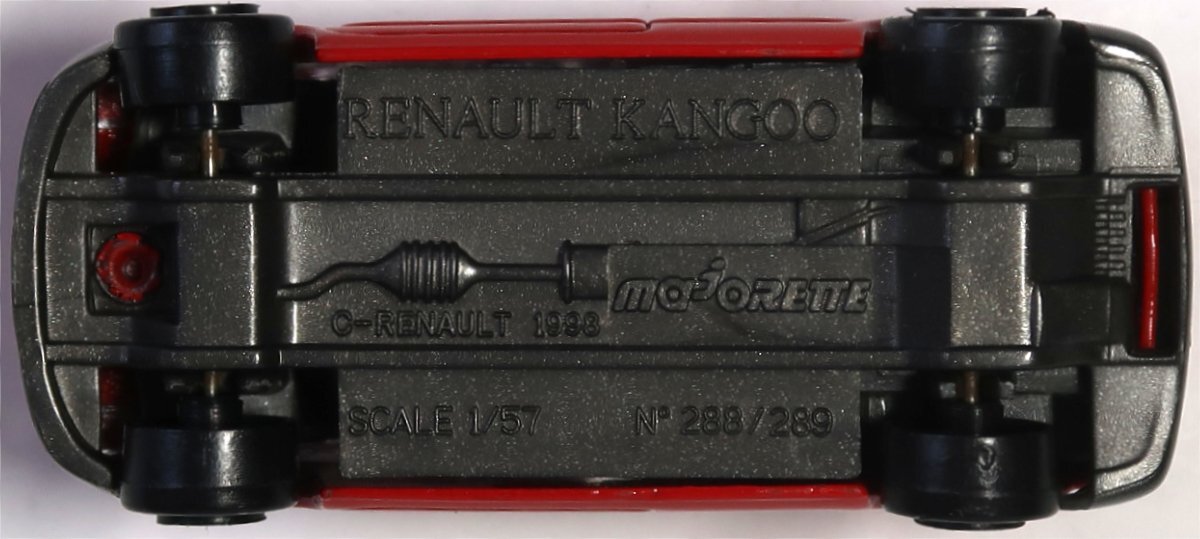 RENAULT KANGOO
MAJORETTE
C-RENAULT 1998
SCALE 1/57 N° 288/289